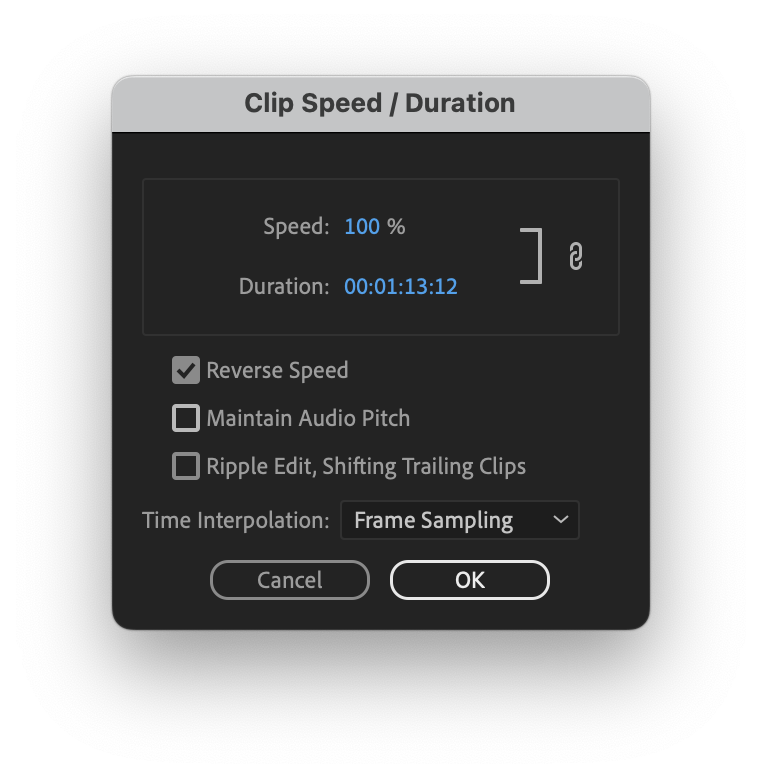 Clip Speed / Duration
Speed: 100 %
Duration: 00:01:13:12
Reverse Speed
Maintain Audio Pitch
Ripple Edit, Shifting Trailing Clips
Time Interpolation: Frame Sampling
Cancel OK